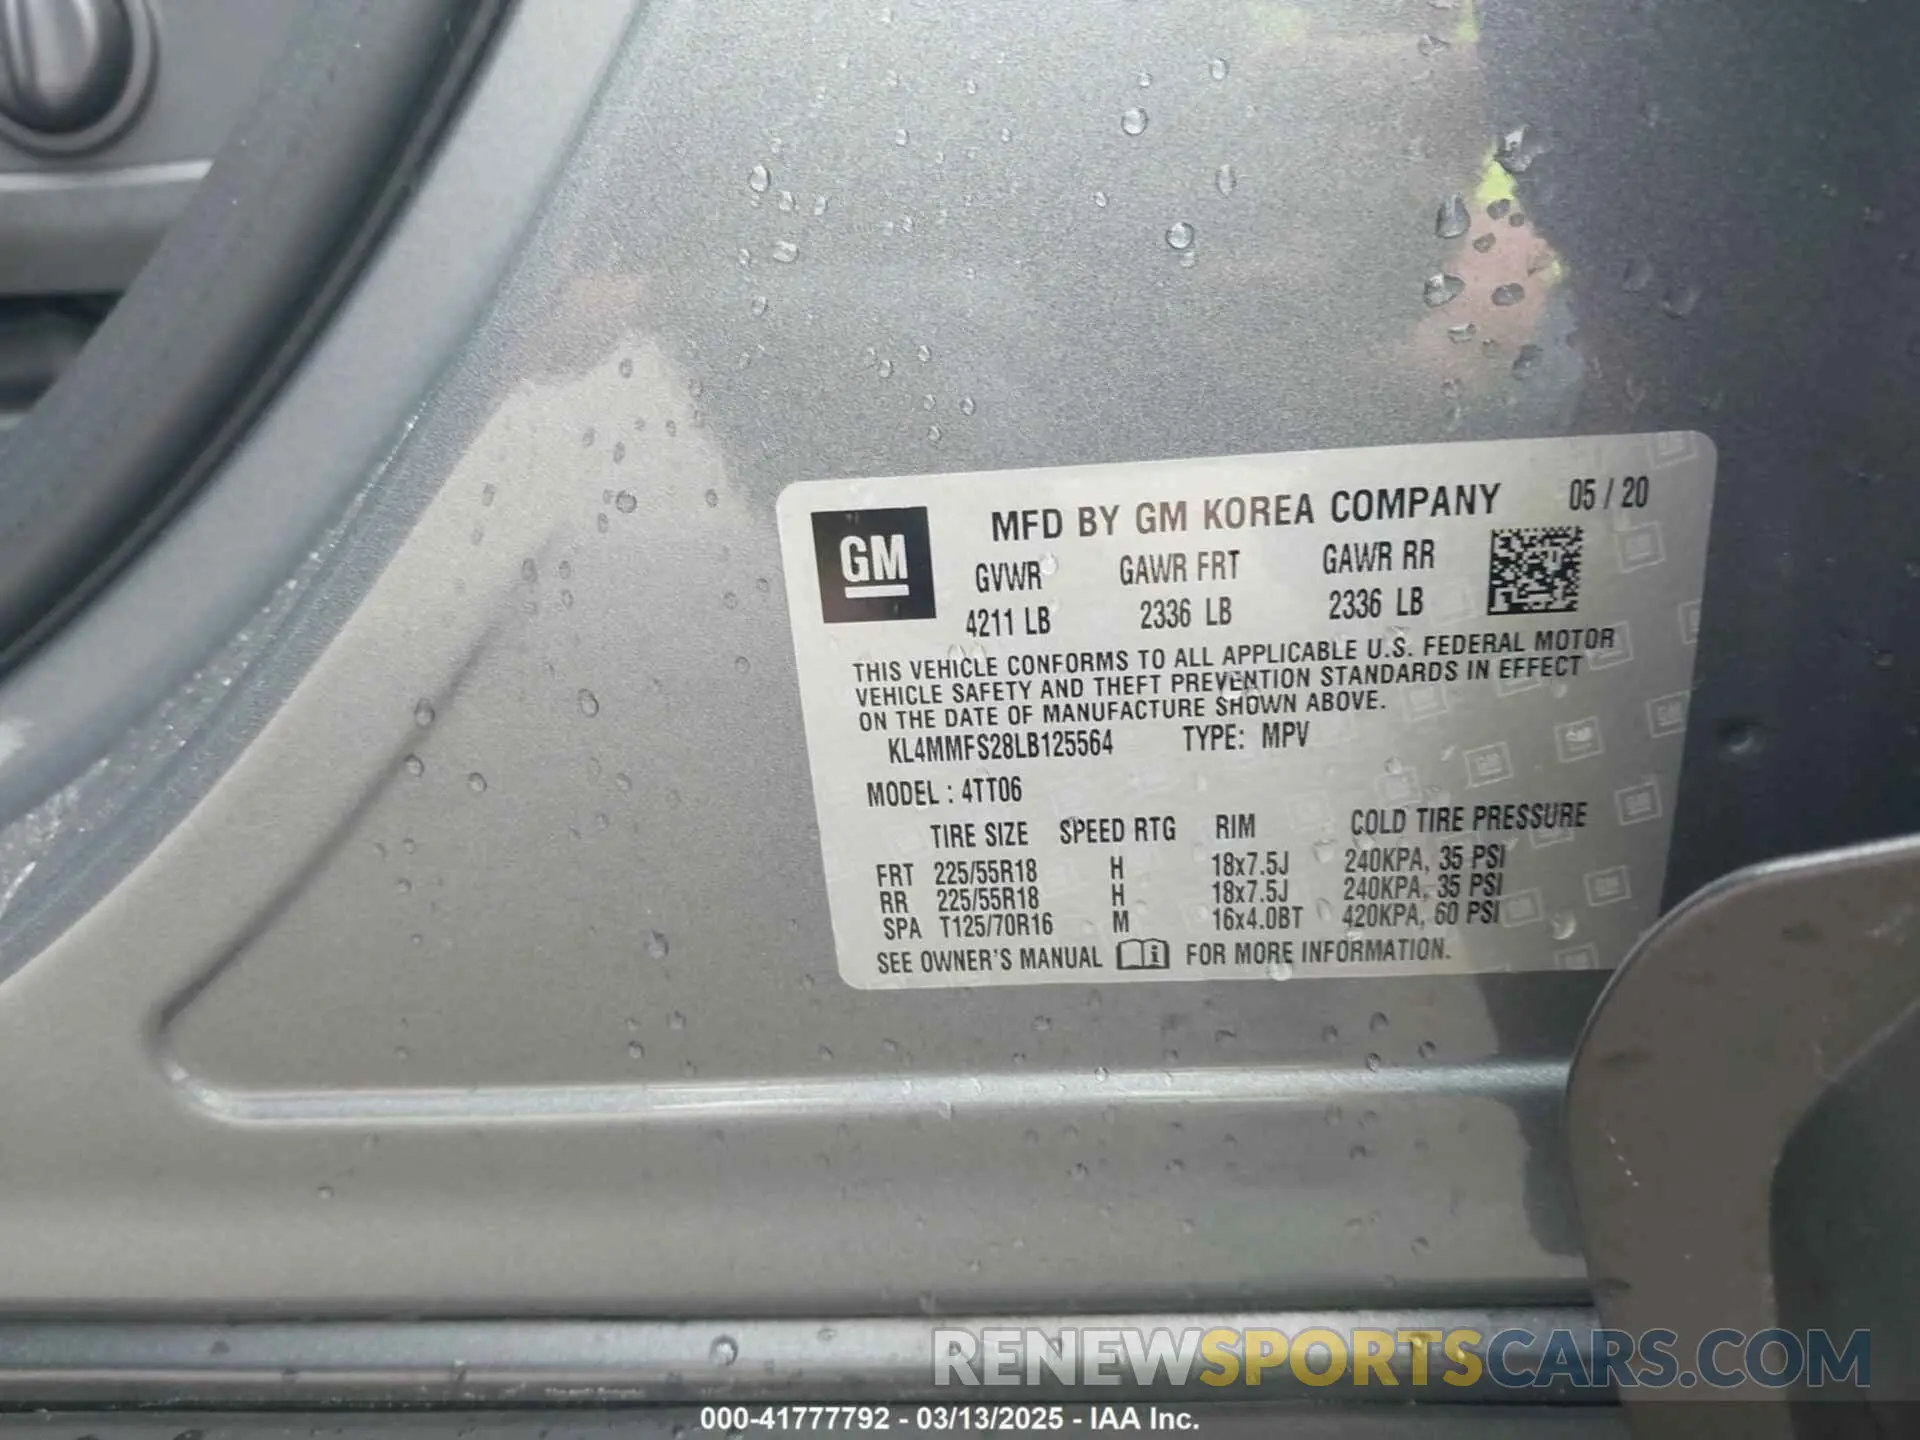 MFD BY GM KOREA COMPANY 05 / 20
GM
GVWR GAWR FRT GAWR RR
4211 LB 2336 LB 2336 LB
THIS VEHICLE CONFORMS TO ALL APPLICABLE U.S. FEDERAL MOTOR
VEHICLE SAFETY AND THEFT PREVENTION STANDARDS IN EFFECT
ON THE DATE OF MANUFACTURE SHOWN ABOVE.
KL4MMFS28LB125564 TYPE: MPV
MODEL : 4TT06
TIRE SIZE SPEED RTG RIM COLD TIRE PRESSURE
FRT 225/55R18 H 18x7.5J 240KPA, 35 PSI
RR 225/55R18 H 18x7.5J 240KPA, 35 PSI
SPA T125/70R16 M 16x4.0BT 420KPA, 60 PSI
SEE OWNER'S MANUAL i FOR MORE INFORMATION.
RENEWSPORTSCARS.COM
000-41777792 - 03/13/2025 - IAA Inc.